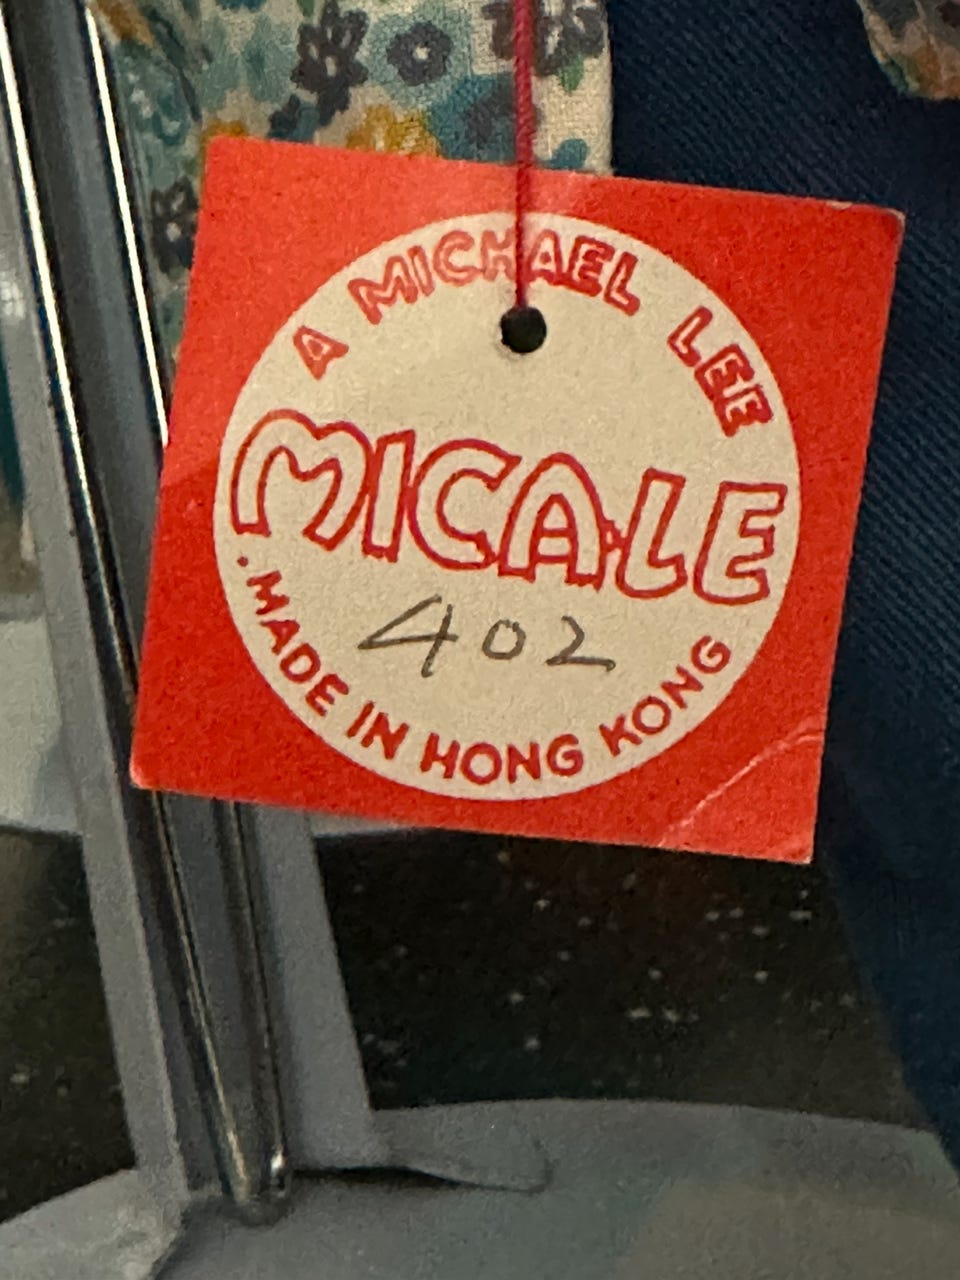 A MICHAEL LEE
MICALE
402
.MADE IN HONG KONG